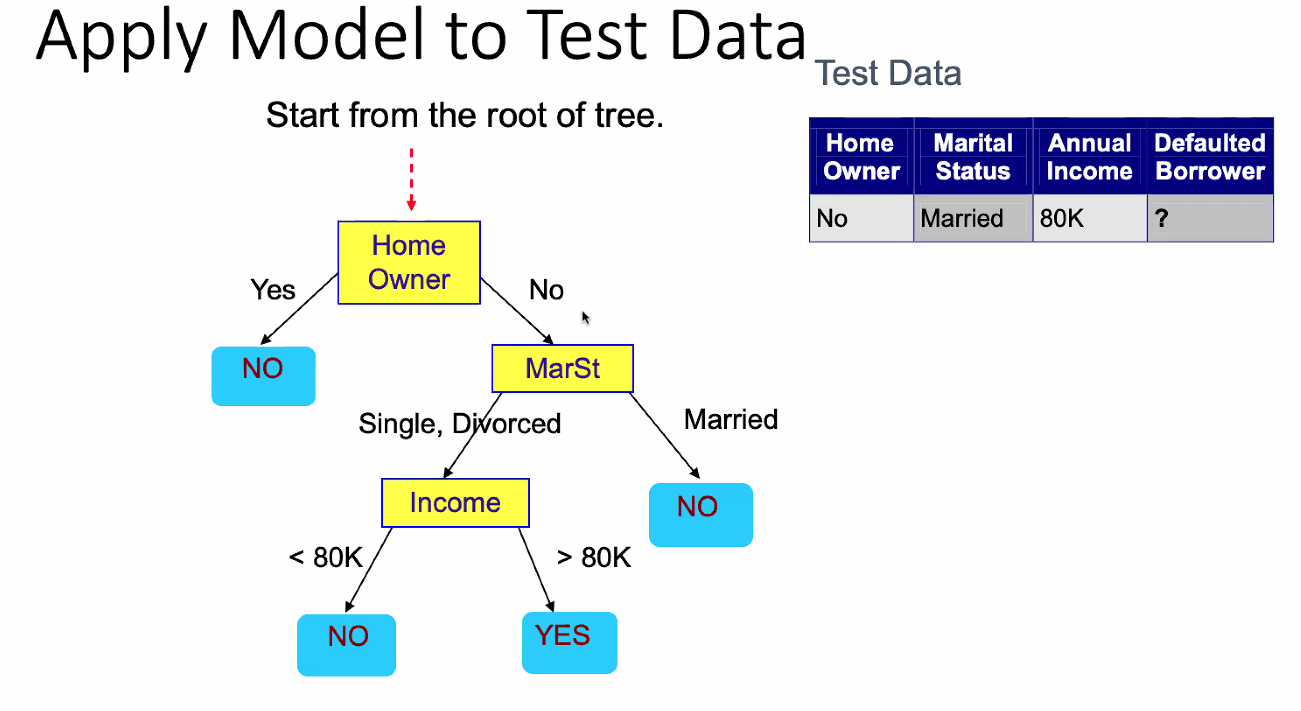 Apply Model to Test Data
Test Data
Start from the root of tree.
Home Owner
Marital Status
Annual Income
Defaulted Borrower
No
Married
80K
?
Home
Owner
Yes
No
NO
MarSt
Single, Divorced
Married
Income
NO
< 80K
> 80K
NO
YES